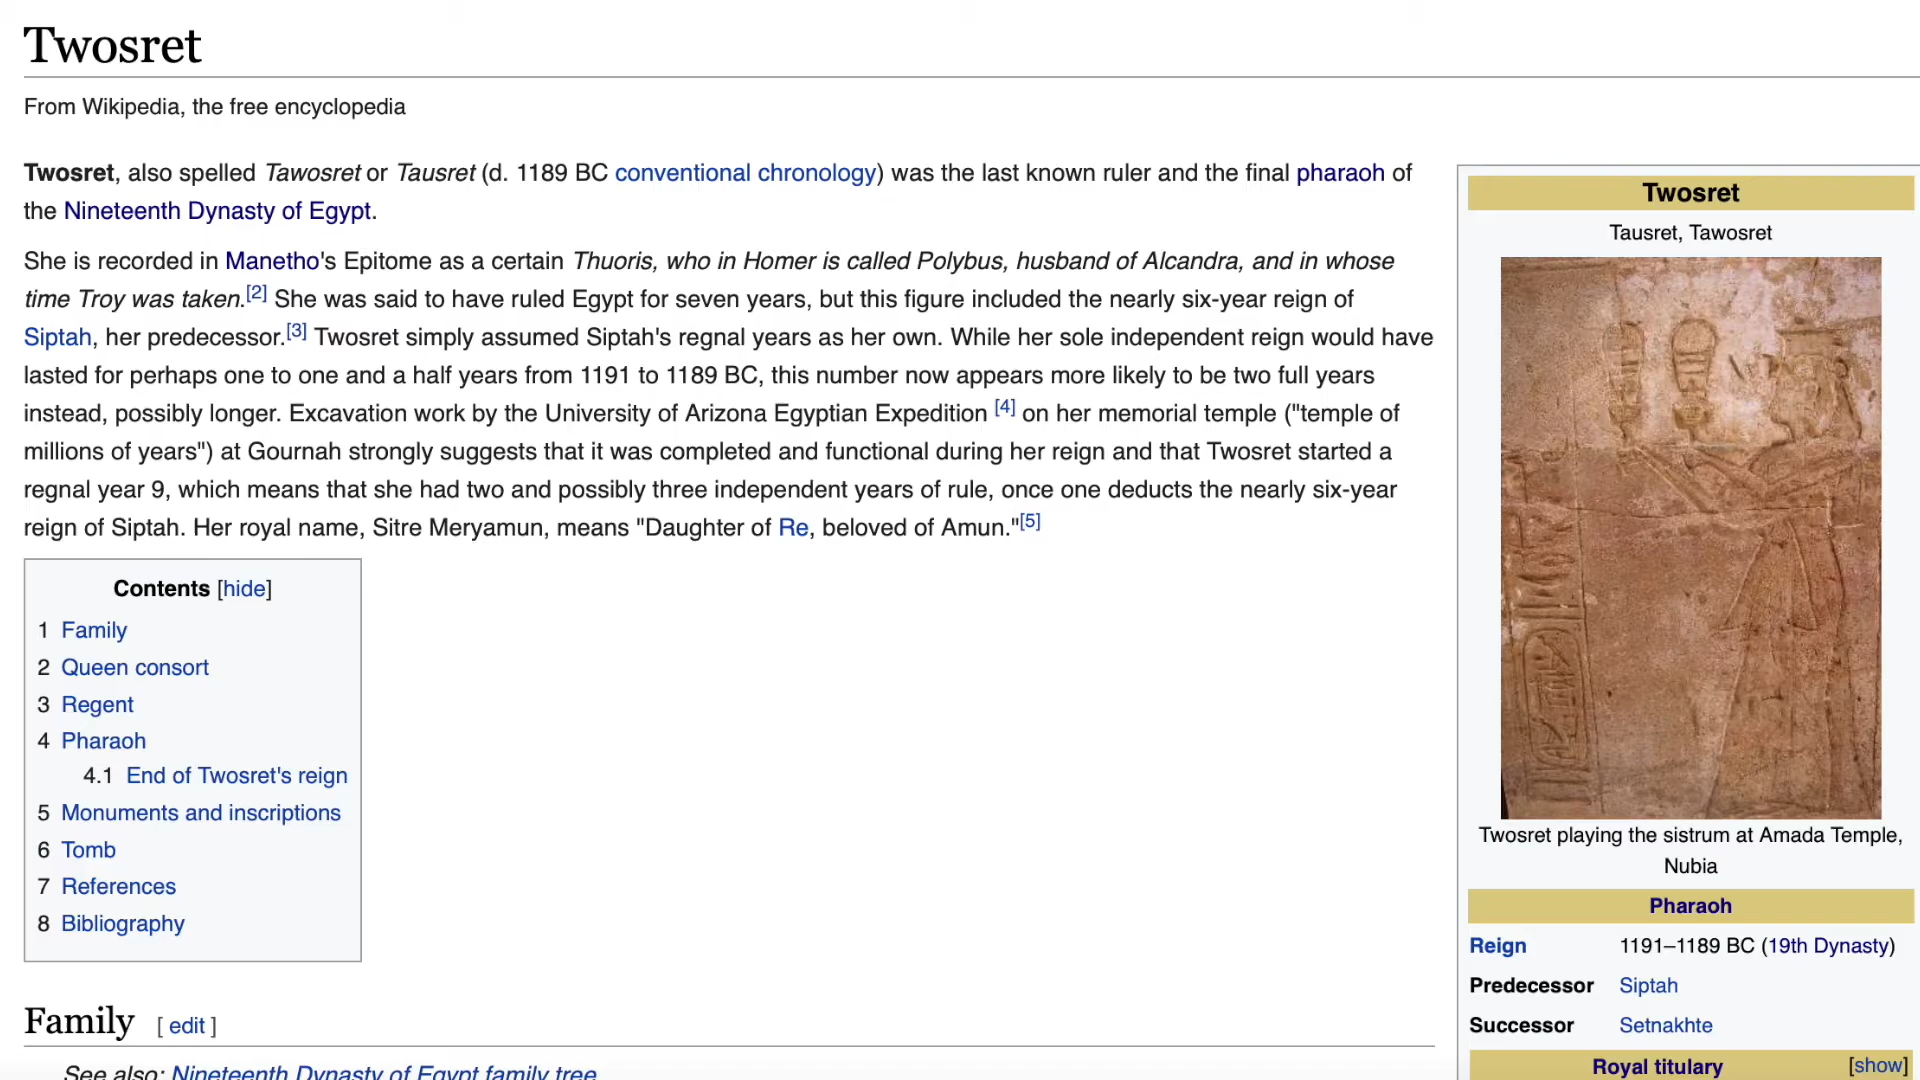 Twosret
From Wikipedia, the free encyclopedia
Twosret, also spelled Tawosret or Tausret (d. 1189 BC conventional chronology) was the last known ruler and the final pharaoh of
the Nineteenth Dynasty of Egypt.
She is recorded in Manetho's Epitome as a certain Thuoris, who in Homer is called Polybus, husband of Alcandra, and in whose
time Troy was taken.[2] She was said to have ruled Egypt for seven years, but this figure included the nearly six-year reign of
Siptah, her predecessor.[3] Twosret simply assumed Siptah's regnal years as her own. While her sole independent reign would have
lasted for perhaps one to one and a half years from 1191 to 1189 BC, this number now appears more likely to be two full years
instead, possibly longer. Excavation work by the University of Arizona Egyptian Expedition [4] on her memorial temple ("temple of
millions of years") at Gournah strongly suggests that it was completed and functional during her reign and that Twosret started a
regnal year 9, which means that she had two and possibly three independent years of rule, once one deducts the nearly six-year
reign of Siptah. Her royal name, Sitre Meryamun, means "Daughter of Re, beloved of Amun."[5]
Contents [hide]
1 Family
2 Queen consort
3 Regent
4 Pharaoh
4.1 End of Twosret's reign
5 Monuments and inscriptions
6 Tomb
7 References
8 Bibliography
Family [ edit ]
See also: Nineteenth Dynasty of Egypt family tree
Twosret
Tausret, Tawosret
Twosret playing the sistrum at Amada Temple,
Nubia
Pharaoh
Reign 1191–1189 BC (19th Dynasty)
Predecessor Siptah
Successor Setnakhte
Royal titulary [show]